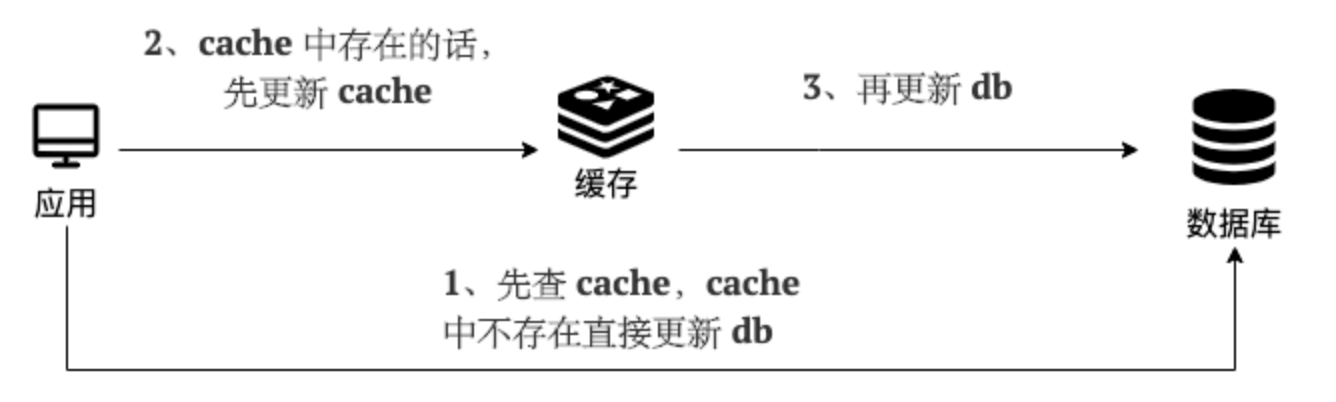 2、cache 中存在的话，
先更新 cache
3、再更新 db
应用
缓存
数据库
1、先查 cache，cache
中不存在直接更新 db